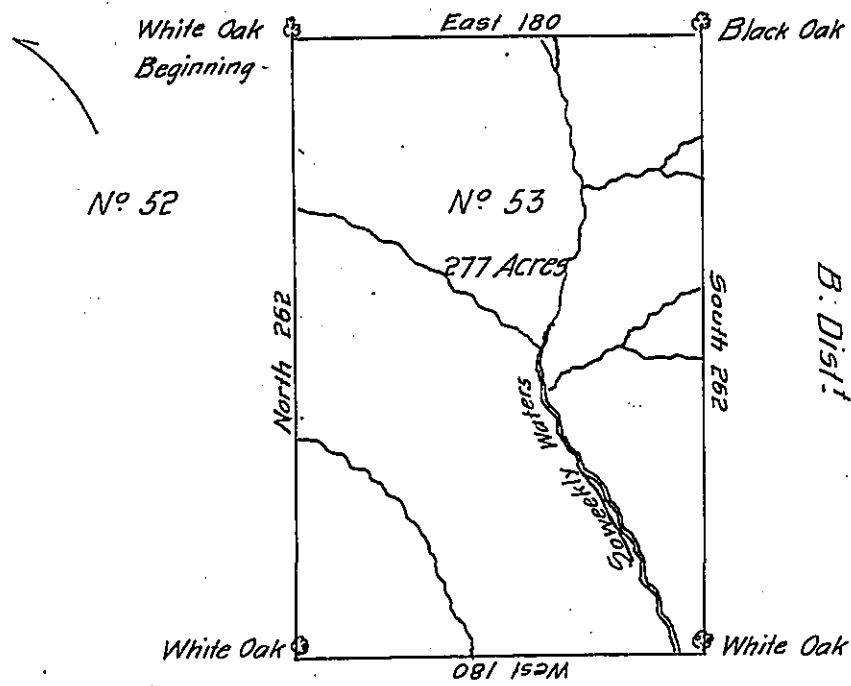 White Oak
Beginning -
East 180
Black Oak
Nº 52
Nº 53
277 Acres
North 262
South 262
B: Dist:t
Soweekly Waters
White Oak
White Oak
West 180